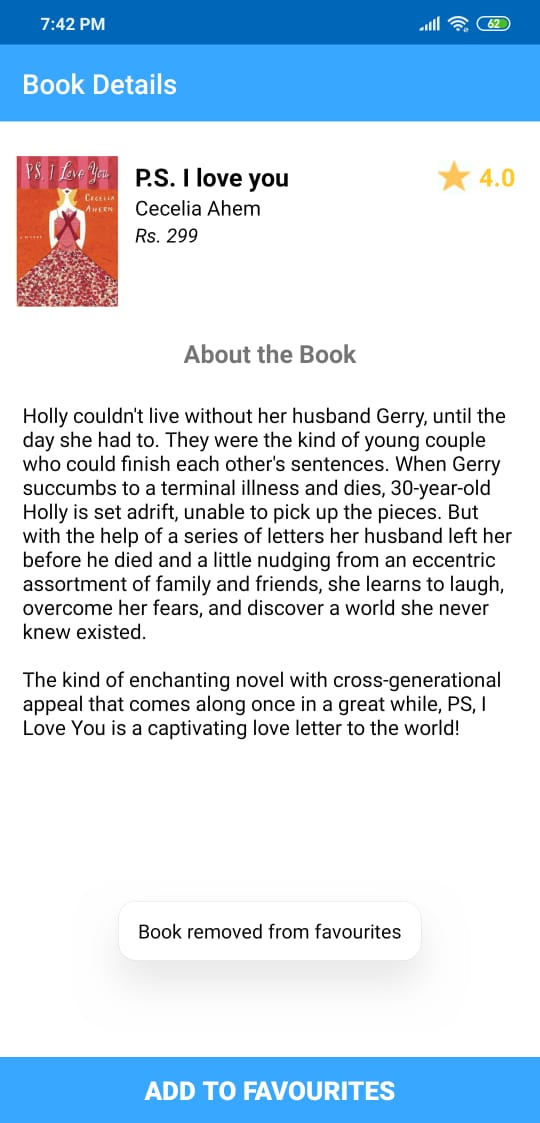 7:42 PM
62
Book Details
P.S. I Love You
Cecelia
Ahern
A NOVEL
P.S. I love you
4.0
Cecelia Ahem
Rs. 299
About the Book
Holly couldn't live without her husband Gerry, until the
day she had to. They were the kind of young couple
who could finish each other's sentences. When Gerry
succumbs to a terminal illness and dies, 30-year-old
Holly is set adrift, unable to pick up the pieces. But
with the help of a series of letters her husband left her
before he died and a little nudging from an eccentric
assortment of family and friends, she learns to laugh,
overcome her fears, and discover a world she never
knew existed.
The kind of enchanting novel with cross-generational
appeal that comes along once in a great while, PS, I
Love You is a captivating love letter to the world!
Book removed from favourites
ADD TO FAVOURITES